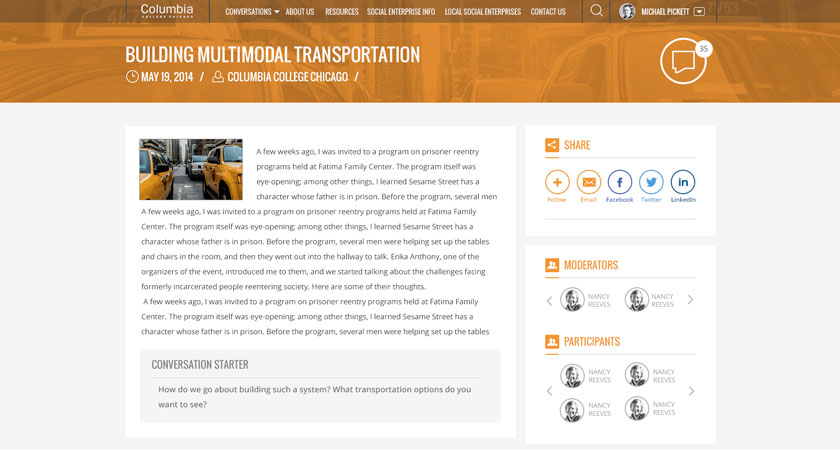 Columbia
COLLEGE CHICAGO
CONVERSATIONS ABOUT US RESOURCES SOCIAL ENTERPRISE INFO LOCAL SOCIAL ENTERPRISES CONTACT US MICHAEL PICKETT
BUILDING MULTIMODAL TRANSPORTATION
MAY 19, 2014 / COLUMBIA COLLEGE CHICAGO /
35
A few weeks ago, I was invited to a program on prisoner reentry
programs held at Fatima Family Center. The program itself was
eye-opening; among other things, I learned Sesame Street has a
character whose father is in prison. Before the program, several men
A few weeks ago, I was invited to a program on prisoner reentry programs held at Fatima Family
Center. The program itself was eye-opening; among other things, I learned Sesame Street has a
character whose father is in prison. Before the program, several men were helping set up the tables
and chairs in the room, and then they went out into the hallway to talk. Erika Anthony, one of the
organizers of the event, introduced me to them, and we started talking about the challenges facing
formerly incarcerated people reentering society. Here are some of their thoughts.
A few weeks ago, I was invited to a program on prisoner reentry programs held at Fatima Family
Center. The program itself was eye-opening; among other things, I learned Sesame Street has a
character whose father is in prison. Before the program, several men were helping set up the tables
CONVERSATION STARTER
How do we go about building such a system? What transportation options do you
want to see?
SHARE
Follow Email Facebook Twitter LinkedIn
MODERATORS
NANCY NANCY
REEVES REEVES
PARTICIPANTS
NANCY NANCY
REEVES REEVES
NANCY NANCY
REEVES REEVES